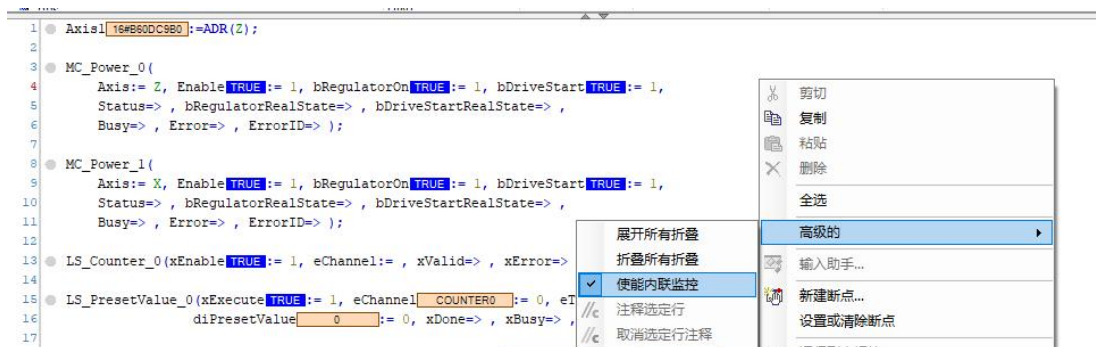 1 Axis1 16#B60DC9B0 :=ADR(Z);
2
3 MC_Power_0(
4 Axis:= Z, Enable TRUE := 1, bRegulatorOn TRUE := 1, bDriveStart TRUE := 1,
5 Status=> , bRegulatorRealState=> , bDriveStartRealState=> ,
6 Busy=> , Error=> , ErrorID=> );
7
8 MC_Power_1(
9 Axis:= X, Enable TRUE := 1, bRegulatorOn TRUE := 1, bDriveStart TRUE := 1,
10 Status=> , bRegulatorRealState=> , bDriveStartRealState=> ,
11 Busy=> , Error=> , ErrorID=> );
12
13 LS_Counter_0(xEnable TRUE := 1, eChannel:= , xValid=> , xError=>
14
15 LS_PresetValue_0(xExecute TRUE := 1, eChannel COUNTER0 := 0, eT
16 diPresetValue 0 := 0, xDone=> , xBusy=> ,
17
剪切
复制
粘贴
删除
全选
高级的
输入助手...
新建断点...
设置或清除断点
展开所有折叠
折叠所有折叠
使能内联监控
注释选定行
取消选定行注释